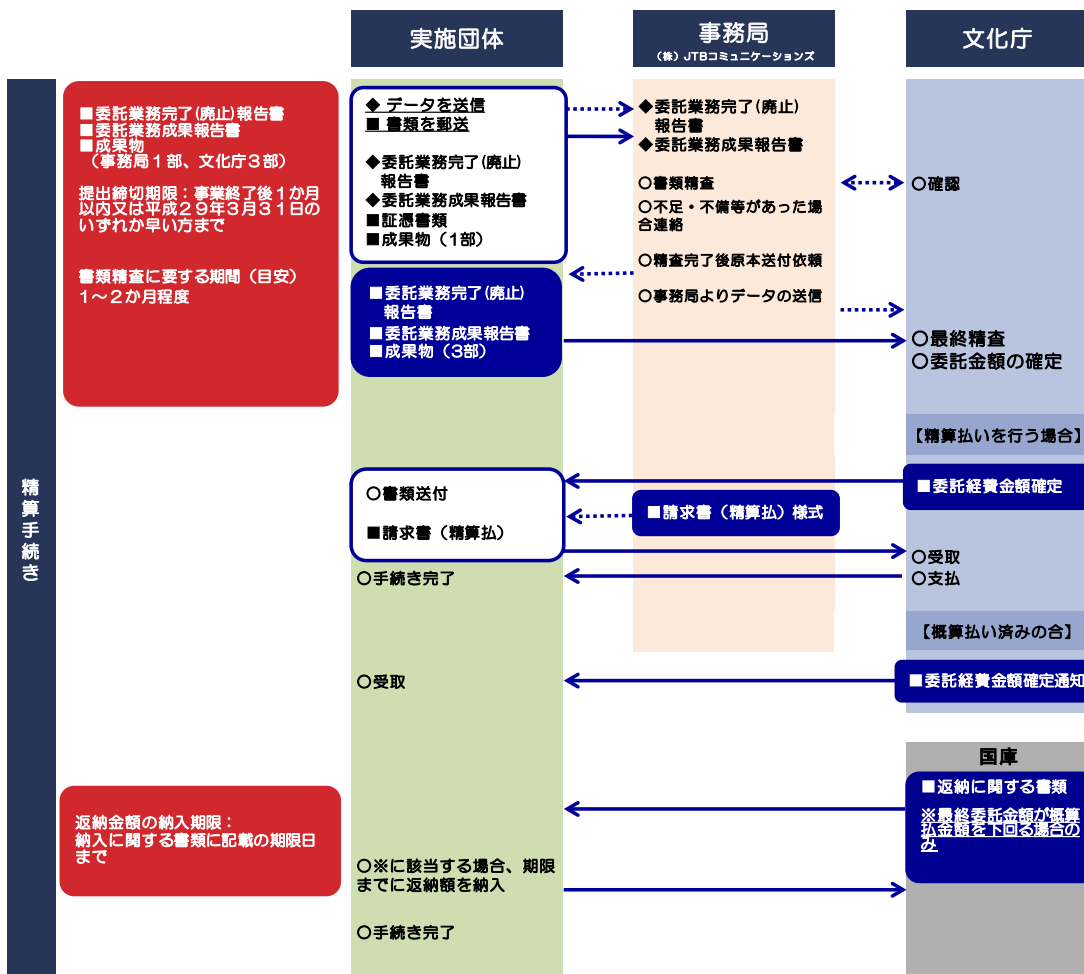 実施団体
事務局
（株）JTBコミュニケーションズ
文化庁
精算手続き
■委託業務完了(廃止)報告書
■委託業務成果報告書
■成果物
（事務局１部、文化庁３部）
提出締切期限：事業終了後１か月
以内又は平成２９年３月３１日の
いずれか早い方まで
書類精査に要する期間（目安）
１～２か月程度
◆ データを送信
■ 書類を郵送
◆委託業務完了(廃止)
報告書
◆委託業務成果報告書
■証憑書類
■成果物（１部）
◆委託業務完了(廃止)
報告書
◆委託業務成果報告書
○書類精査
○不足・不備等があった場
合連絡
○精査完了後原本送付依頼
○事務局よりデータの送信
○確認
■委託業務完了(廃止)
報告書
■委託業務成果報告書
■成果物（３部）
○最終精査
○委託金額の確定
【精算払いを行う場合】
■委託経費金額確定
○書類送付
■請求書（精算払）
■請求書（精算払）様式
○受取
○支払
○手続き完了
【概算払い済みの合】
■委託経費金額確定通知
○受取
国庫
■返納に関する書類
※最終委託金額が概算
払金額を下回る場合の
み
返納金額の納入期限：
納入に関する書類に記載の期限日
まで
○※に該当する場合、期限
までに返納額を納入
○手続き完了